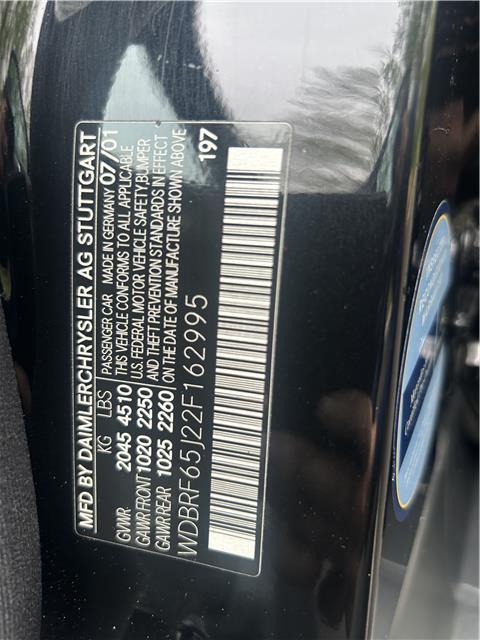 MFD BY DAIMLERCHRYSLER AG STUTTGART
PASSENGER CAR MADE IN GERMANY 07/01
KG LBS THIS VEHICLE CONFORMS TO ALL APPLICABLE
GVWR 2045 4510 U.S. FEDERAL MOTOR VEHICLE SAFETY,BUMPER
GAWR FRONT 1020 2250 AND THEFT PREVENTION STANDARDS IN EFFECT
GAWR REAR 1025 2260 ON THE DATE OF MANUFACTURE SHOWN ABOVE
WDBRF65J22F162995 197